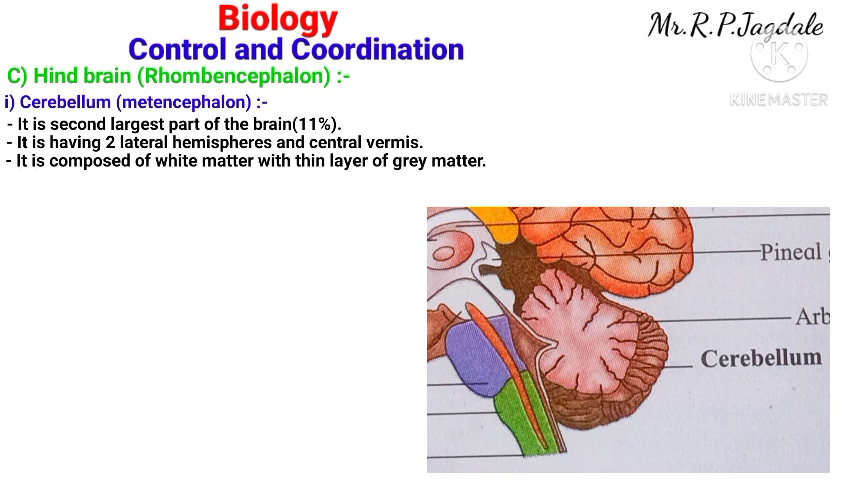 Biology
Mr.R.P.Jagdale
Control and Coordination
C) Hind brain (Rhombencephalon) :-
K
KINEMASTER
i) Cerebellum (metencephalon) :-
- It is second largest part of the brain(11%).
- It is having 2 lateral hemispheres and central vermis.
- It is composed of white matter with thin layer of grey matter.
Pineal
Arb
Cerebellum